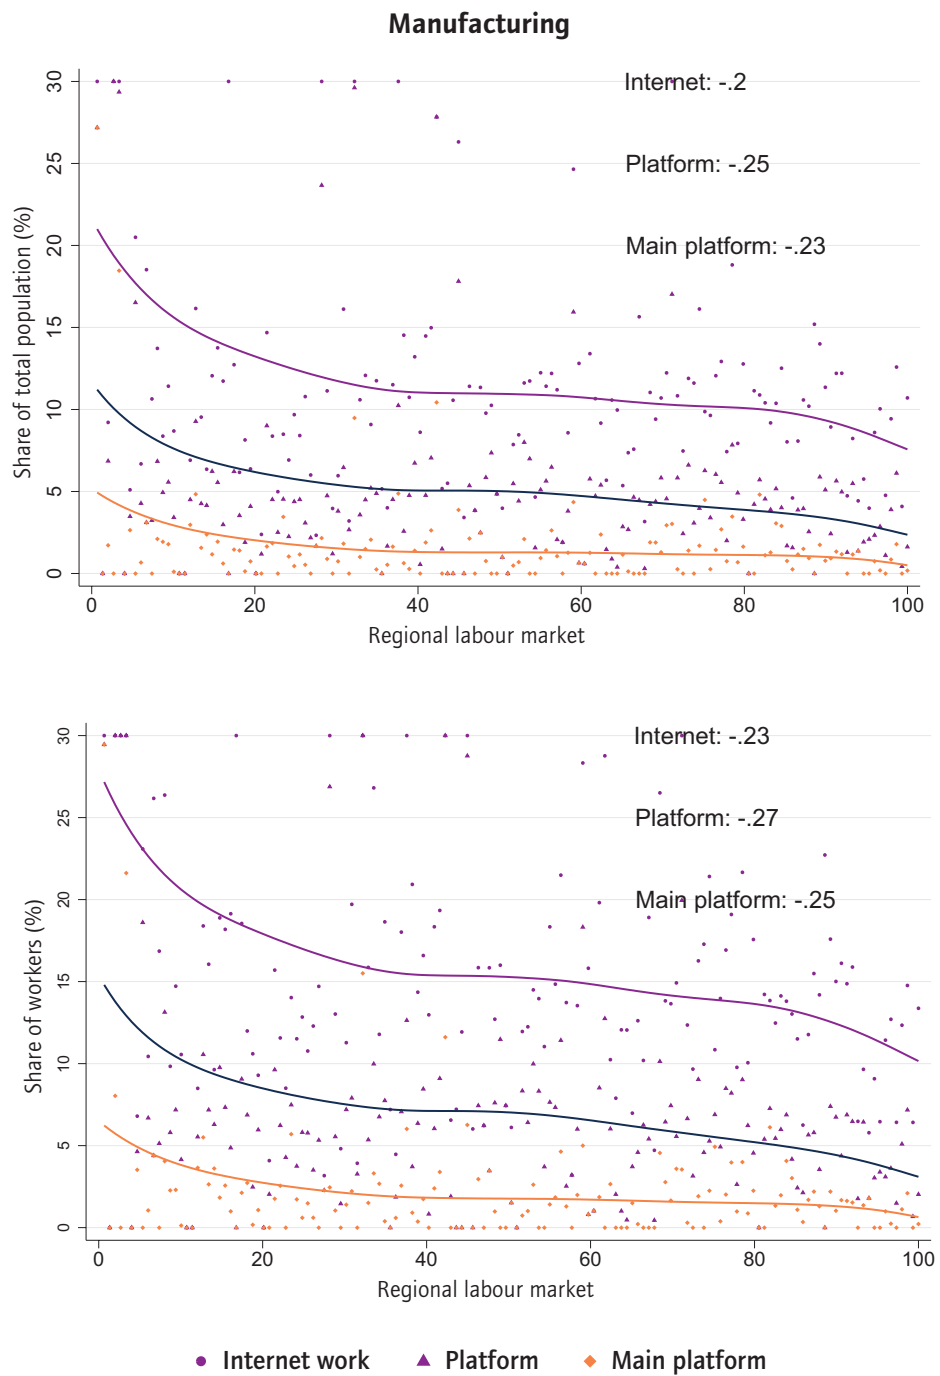 Manufacturing
Share of total population (%)
30
25
20
15
10
5
0
Internet: -.2
Platform: -.25
Main platform: -.23
0 20 40 60 80 100
Regional labour market
Share of workers (%)
30
25
20
15
10
5
0
Internet: -.23
Platform: -.27
Main platform: -.25
0 20 40 60 80 100
Regional labour market
Internet work Platform Main platform